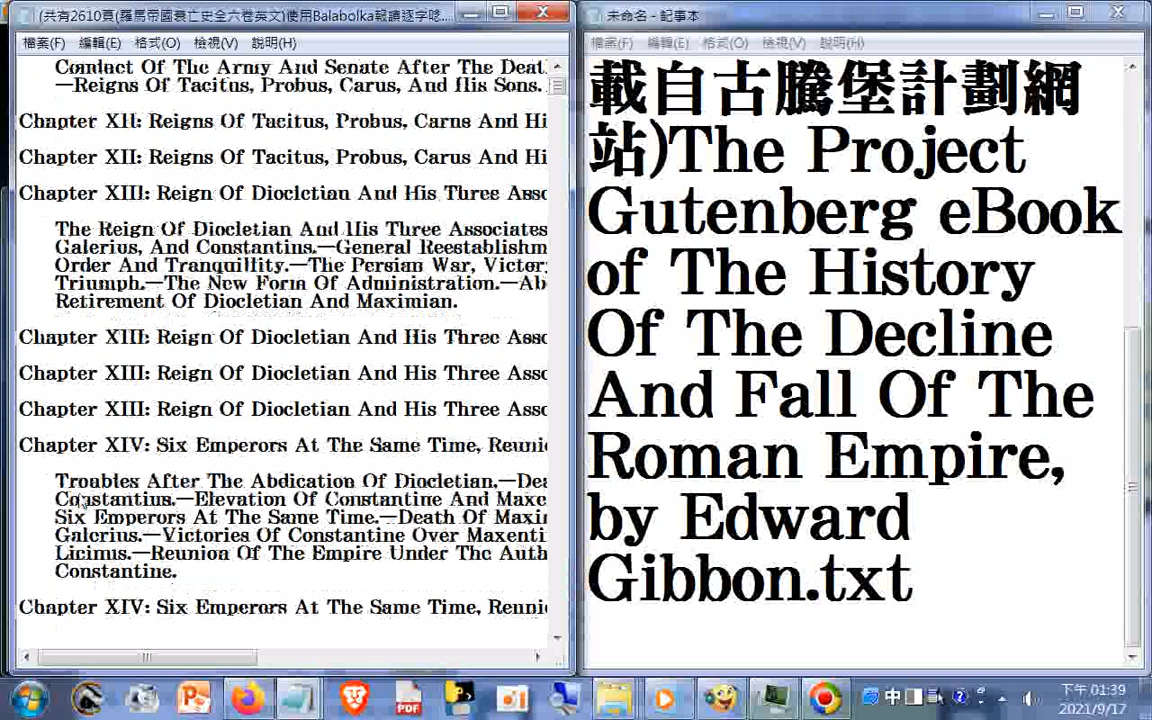 (共有2610頁(羅馬帝國衰亡史全六卷英文)使用Balabolka報讀逐字唸...
檔案(F) 編輯(E) 格式(O) 檢視(V) 說明(H)
Conduct Of The Army And Senate After The Deat
—Reigns Of Tacitus, Probus, Carus, And His Sons.
Chapter XII: Reigns Of Tacitus, Probus, Carus And Hi
Chapter XII: Reigns Of Tacitus, Probus, Carus And Hi
Chapter XIII: Reign Of Diocletian And His Three Asso
The Reign Of Diocletian And His Three Associates
Galerius, And Constantius.—General Reestablishm
Order And Tranquillity.—The Persian War, Victory
Triumph.—The New Form Of Administration.—Ab
Retirement Of Diocletian And Maximian.
Chapter XIII: Reign Of Diocletian And His Three Asso
Chapter XIII: Reign Of Diocletian And His Three Asso
Chapter XIII: Reign Of Diocletian And His Three Asso
Chapter XIV: Six Emperors At The Same Time, Reunio
Troubles After The Abdication Of Diocletian.—Dea
Constantius.—Elevation Of Constantine And Maxe
Six Emperors At The Same Time.—Death Of Maxim
Galerius.—Victories Of Constantine Over Maxenti
Licinus.—Reunion Of The Empire Under The Auth
Constantine.
Chapter XIV: Six Emperors At The Same Time, Reunio
未命名 - 記事本
檔案(F) 編輯(E) 格式(O) 檢視(V) 說明(H)
載自古騰堡計劃網
站)The Project
Gutenberg eBook
of The History
Of The Decline
And Fall Of The
Roman Empire,
by Edward
Gibbon.txt
PDF
中
下午 01:39
2021/9/17